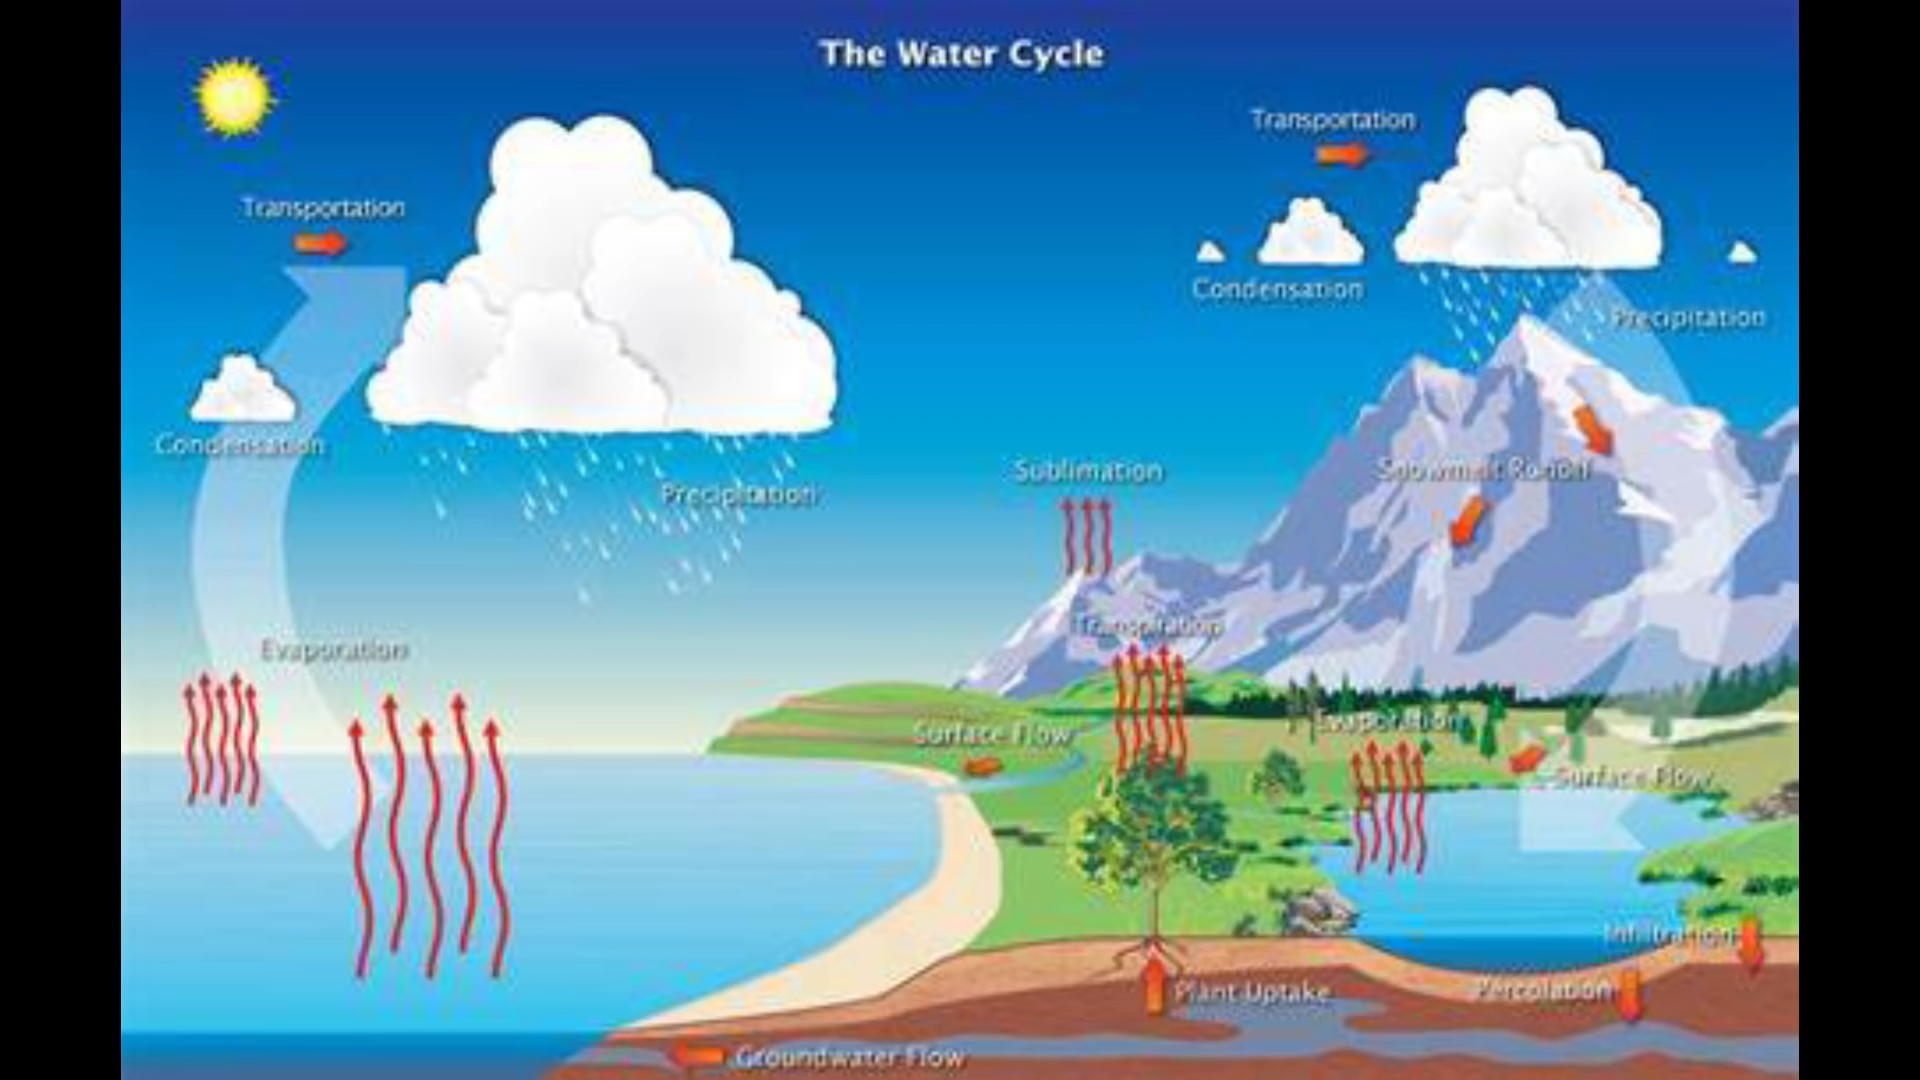 The Water Cycle
Transportation
Transportation
Condensation
Precipitation
Condensation
Precipitation
Sublimation
Snowmelt Runoff
Transpiration
Evaporation
Surface Flow
Evaporation
Surface Flow
Infiltration
Plant Uptake
Percolation
Groundwater Flow